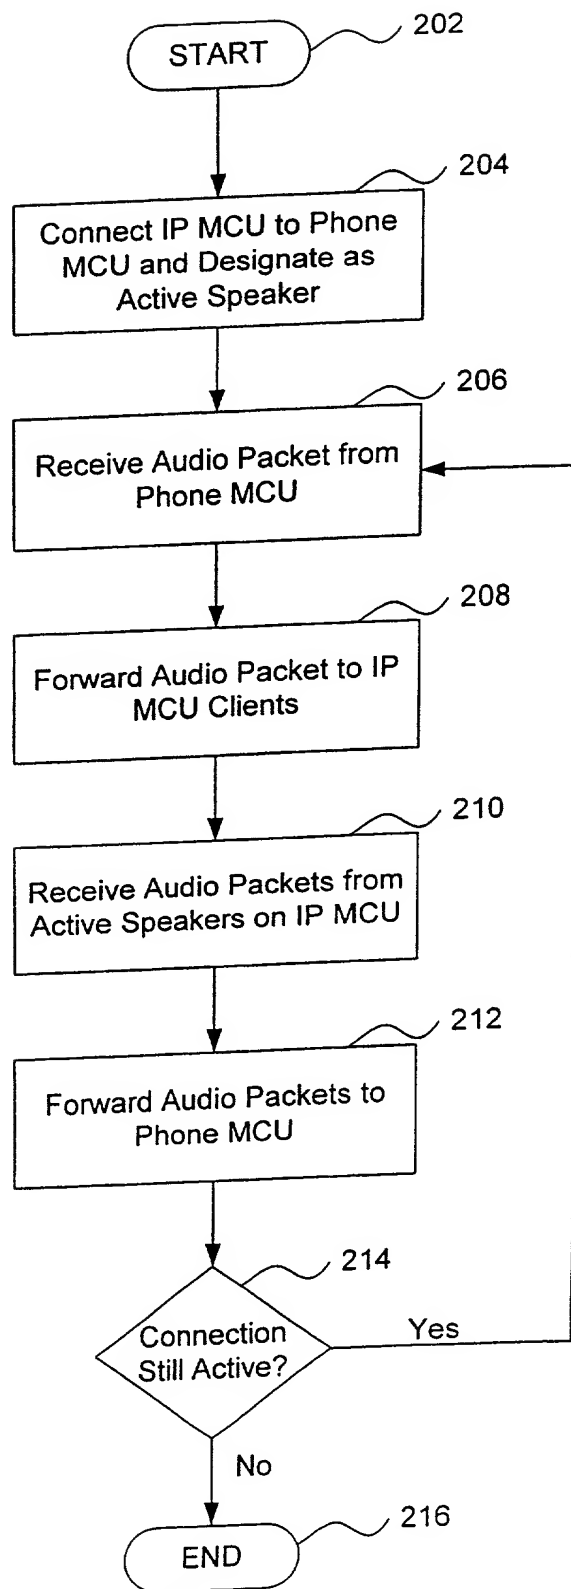 START
202
204
Connect IP MCU to Phone
MCU and Designate as
Active Speaker
206
Receive Audio Packet from
Phone MCU
208
Forward Audio Packet to IP
MCU Clients
210
Receive Audio Packets from
Active Speakers on IP MCU
212
Forward Audio Packets to
Phone MCU
214
Connection
Still Active?
Yes
No
216
END